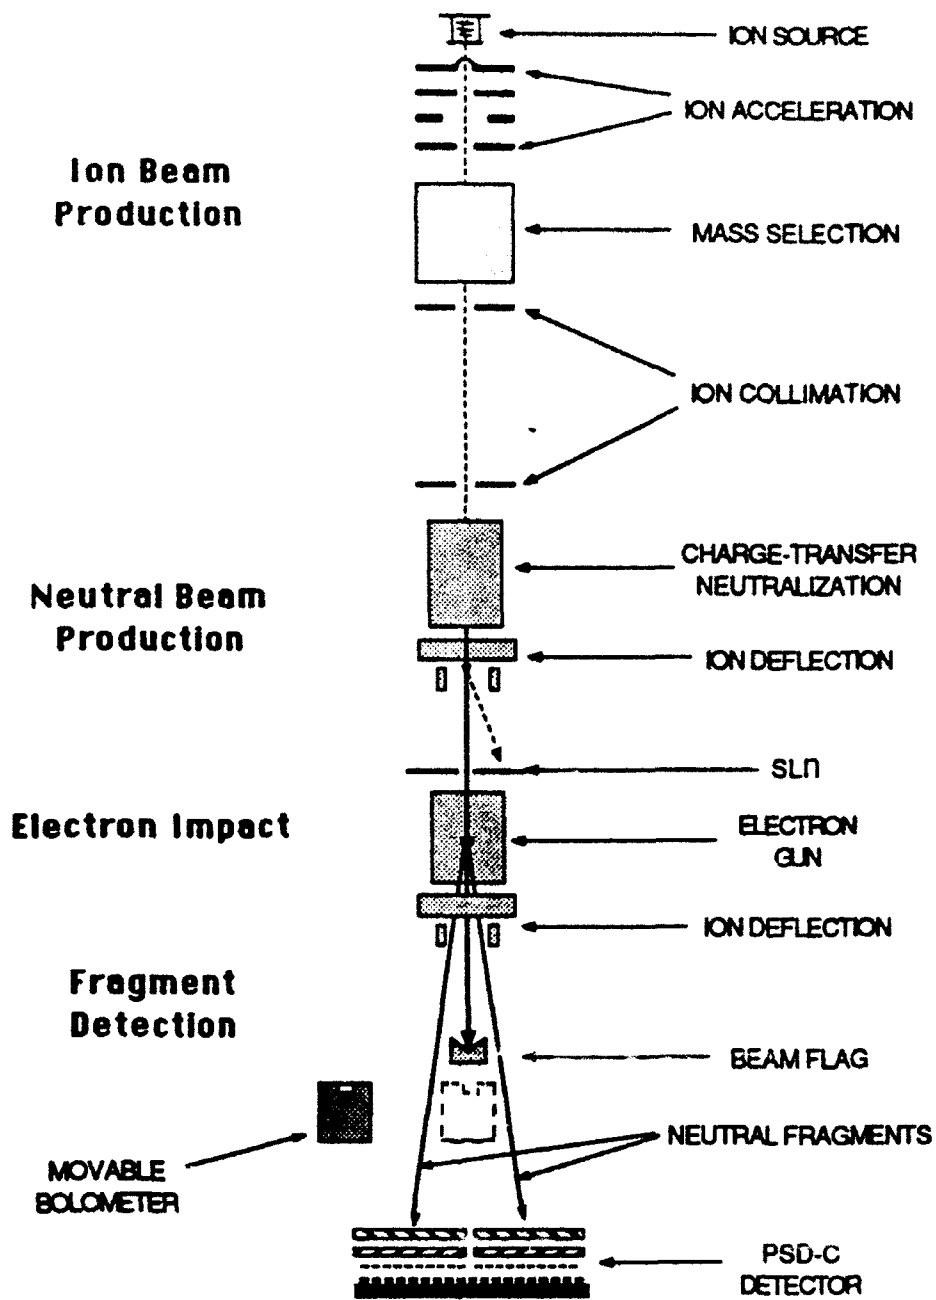 ION SOURCE
ION ACCELERATION
Ion Beam
Production
MASS SELECTION
ION COLLIMATION
CHARGE-TRANSFER
NEUTRALIZATION
Neutral Beam
Production
ION DEFLECTION
SLIT
Electron Impact
ELECTRON
GUN
ION DEFLECTION
Fragment
Detection
BEAM FLAG
NEUTRAL FRAGMENTS
MOVABLE
BOLOMETER
PSD-C
DETECTOR